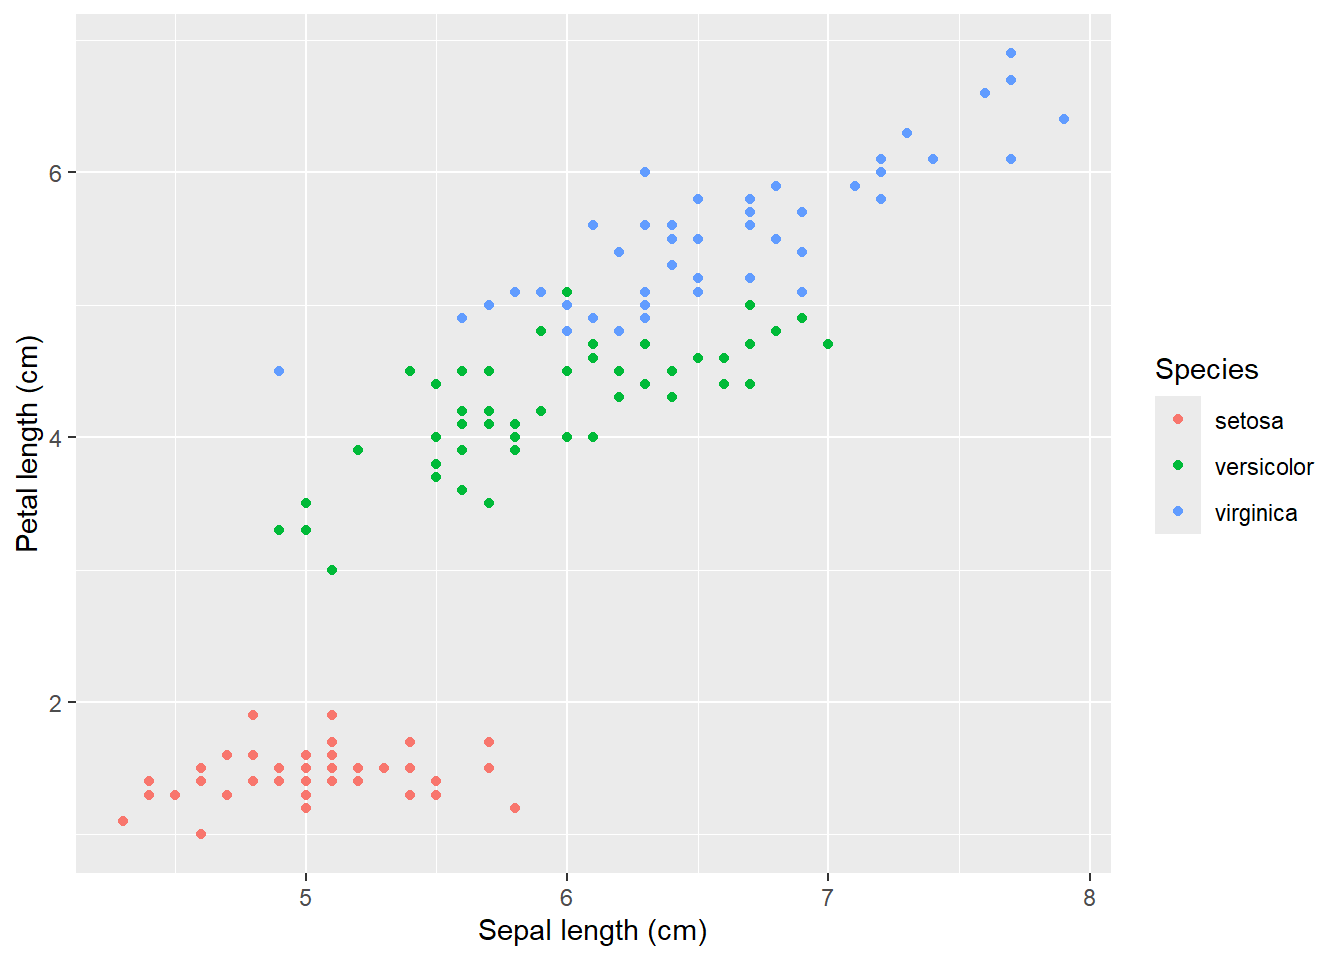 6
4
2
Petal length (cm)
5 6 7 8
Sepal length (cm)
Species
setosa
versicolor
virginica